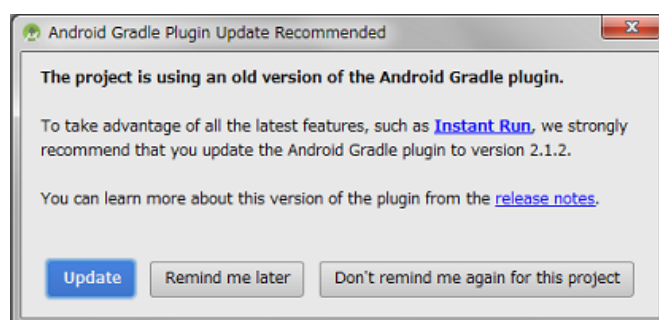 Android Gradle Plugin Update Recommended
The project is using an old version of the Android Gradle plugin.
To take advantage of all the latest features, such as Instant Run, we strongly
recommend that you update the Android Gradle plugin to version 2.1.2.
You can learn more about this version of the plugin from the release notes.
Update Remind me later Don't remind me again for this project